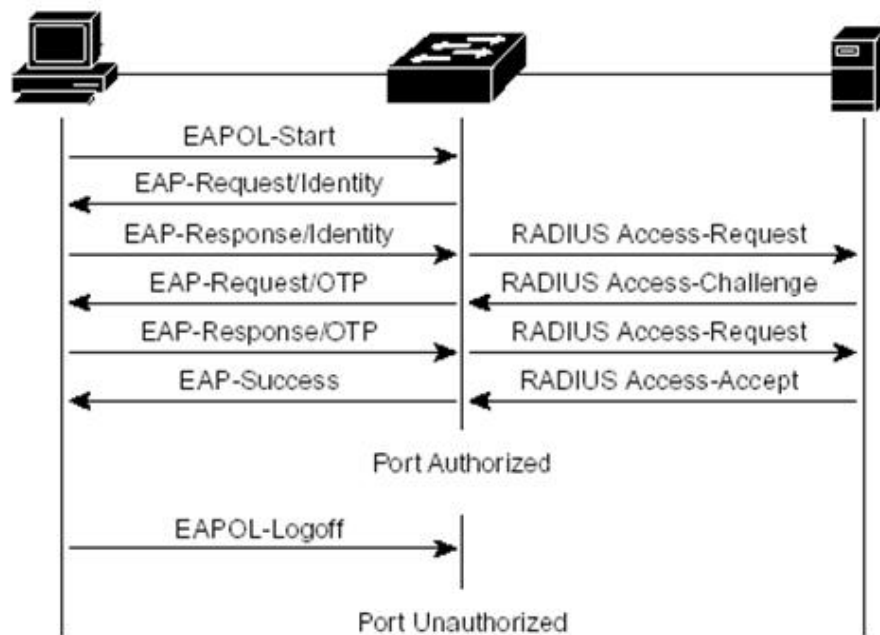 EAPOL-Start
EAP-Request/Identity
EAP-Response/Identity
RADIUS Access-Request
EAP-Request/OTP
RADIUS Access-Challenge
EAP-Response/OTP
RADIUS Access-Request
EAP-Success
RADIUS Access-Accept
Port Authorized
EAPOL-Logoff
Port Unauthorized